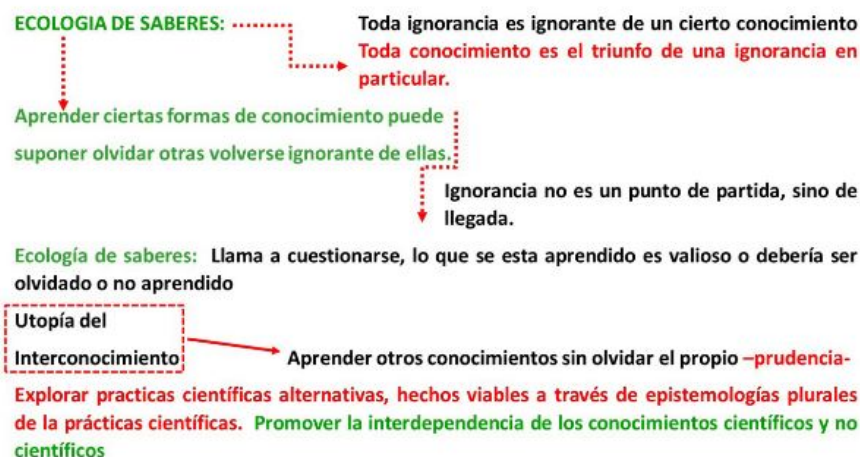 ECOLOGIA DE SABERES:
Toda ignorancia es ignorante de un cierto conocimiento
Toda conocimiento es el triunfo de una ignorancia en
particular.
Aprender ciertas formas de conocimiento puede
suponer olvidar otras volverse ignorante de ellas.
Ignorancia no es un punto de partida, sino de
llegada.
Ecología de saberes: Llama a cuestionarse, lo que se esta aprendido es valioso o debería ser
olvidado o no aprendido
Utopía del
Interconocimiento
Aprender otros conocimientos sin olvidar el propio –prudencia-
Explorar practicas científicas alternativas, hechos viables a través de epistemologías plurales
de la prácticas científicas. Promover la interdependencia de los conocimientos científicos y no
científicos